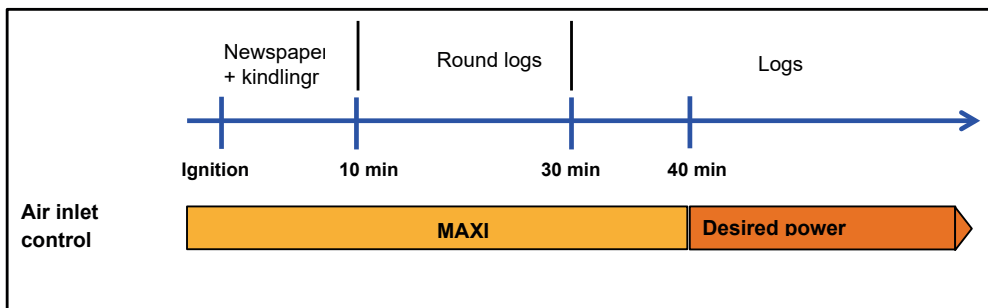 Newspaper
+ kindlingr
Round logs
Logs
Ignition
10 min
30 min
40 min
Air inlet
control
MAXI
Desired power